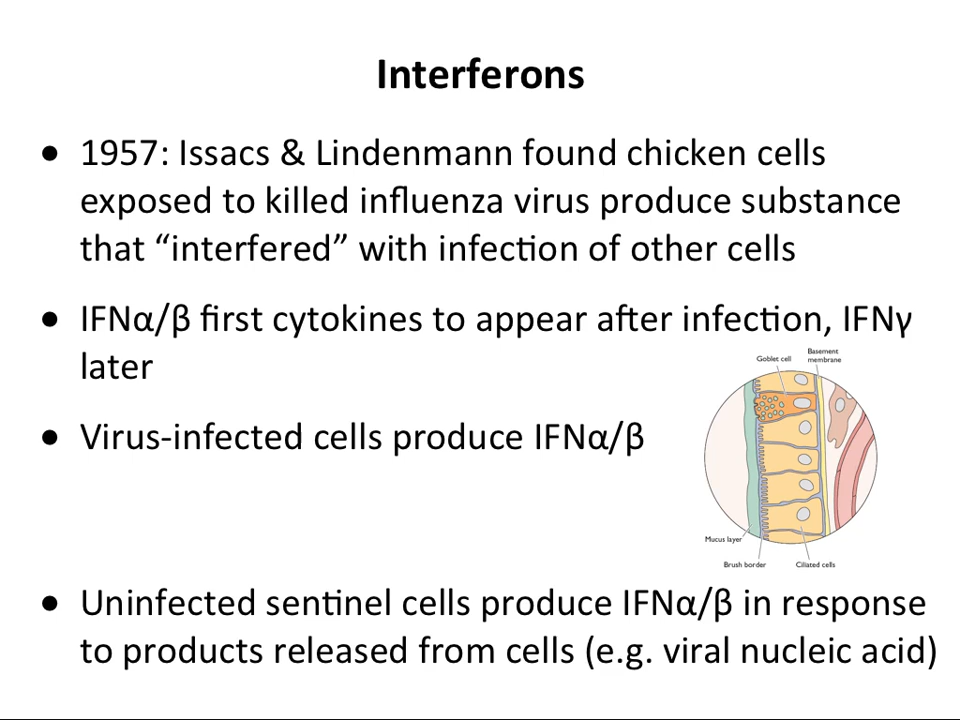 Interferons
• 1957: Issacs & Lindenmann found chicken cells
exposed to killed influenza virus produce substance
that “interfered” with infection of other cells
• IFNα/β first cytokines to appear after infection, IFNγ
later
Goblet cell
Basement
membrane
• Virus-infected cells produce IFNα/β
Mucus layer
Brush border
Ciliated cells
• Uninfected sentinel cells produce IFNα/β in response
to products released from cells (e.g. viral nucleic acid)